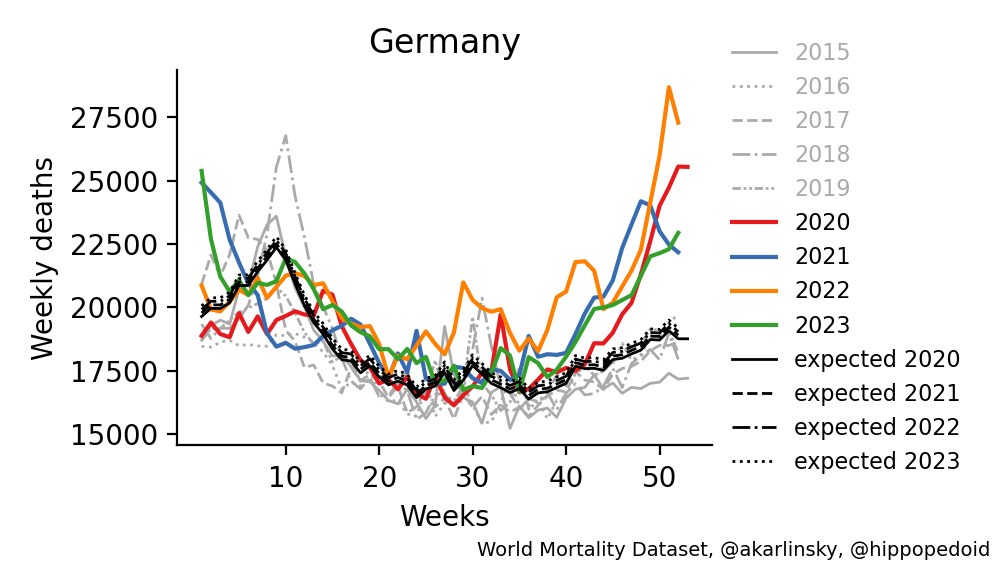 Germany
Weekly deaths
27500
25000
22500
20000
17500
15000
10
20
30
40
50
Weeks
2015
2016
2017
2018
2019
2020
2021
2022
2023
expected 2020
expected 2021
expected 2022
expected 2023
World Mortality Dataset, @akarlinsky, @hippopedoid